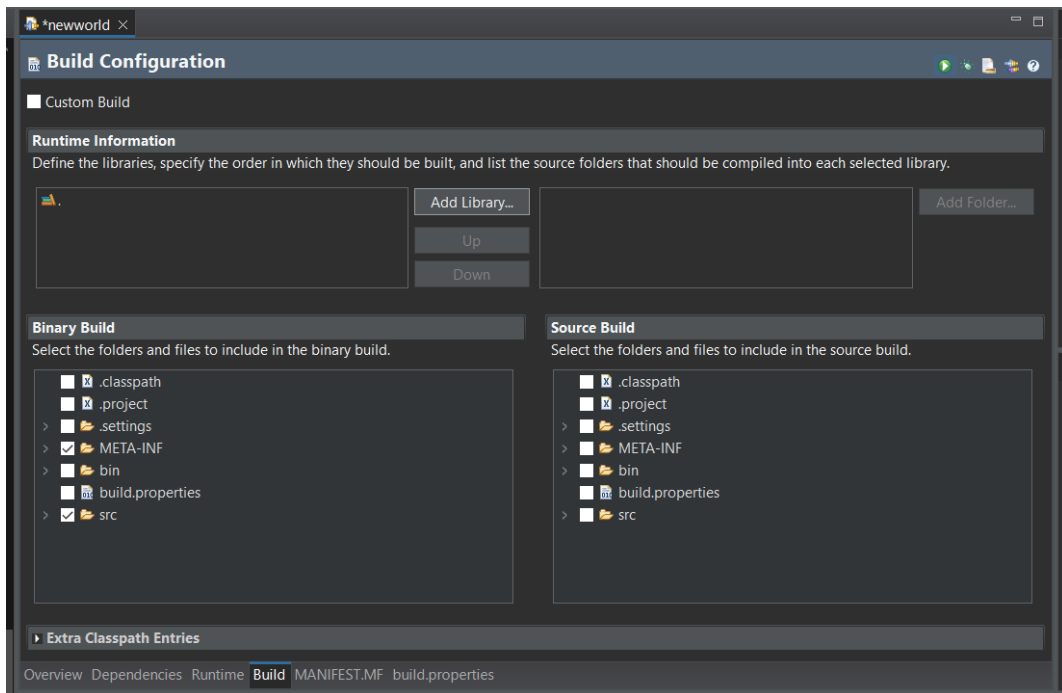 *newworld
Build Configuration
Custom Build
Runtime Information
Define the libraries, specify the order in which they should be built, and list the source folders that should be compiled into each selected library.
.
Add Library...
Add Folder...
Up
Down
Binary Build
Select the folders and files to include in the binary build.
.classpath
.project
.settings
META-INF
bin
build.properties
src
Source Build
Select the folders and files to include in the source build.
.classpath
.project
.settings
META-INF
bin
build.properties
src
Extra Classpath Entries
Overview Dependencies Runtime Build MANIFEST.MF build.properties